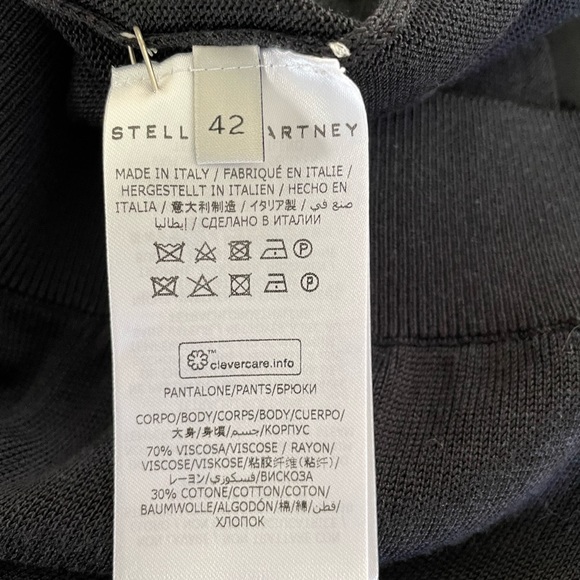 STELL 42 ARTNEY
MADE IN ITALY / FABRIQUÉ EN ITALIE /
HERGESTELLT IN ITALIEN / HECHO EN
ITALIA / 意大利制造 / イタリア製 / صنع في
إيطاليا / СДЕЛАНО В ИТАЛИИ
P
P
clevercare.info™
PANTALONE/PANTS/БРЮКИ
CORPO/BODY/CORPS/BODY/CUERPO/
大身/身頃/جسم/КОРПУС
70% VISCOSA/VISCOSE / RAYON/
VISCOSE/VISKOSE/粘胶纤维(粘纤)/
レーヨン/فسكوزي/ВИСКОЗА
30% COTONE/COTTON/COTON/
BAUMWOLLE/ALGODÓN/棉/綿/قطن/
ХЛОПОК